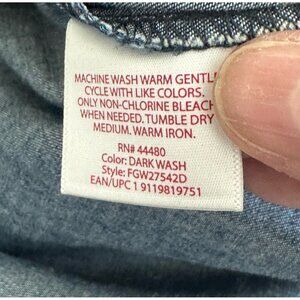 MACHINE WASH WARM GENTL
CYCLE WITH LIKE COLORS.
ONLY NON-CHLORINE BLEACH
WHEN NEEDED. TUMBLE DRY
MEDIUM. WARM IRON.
RN# 44480
Color: DARK WASH
Style: FGW27542D
EAN/UPC 1 9119819751